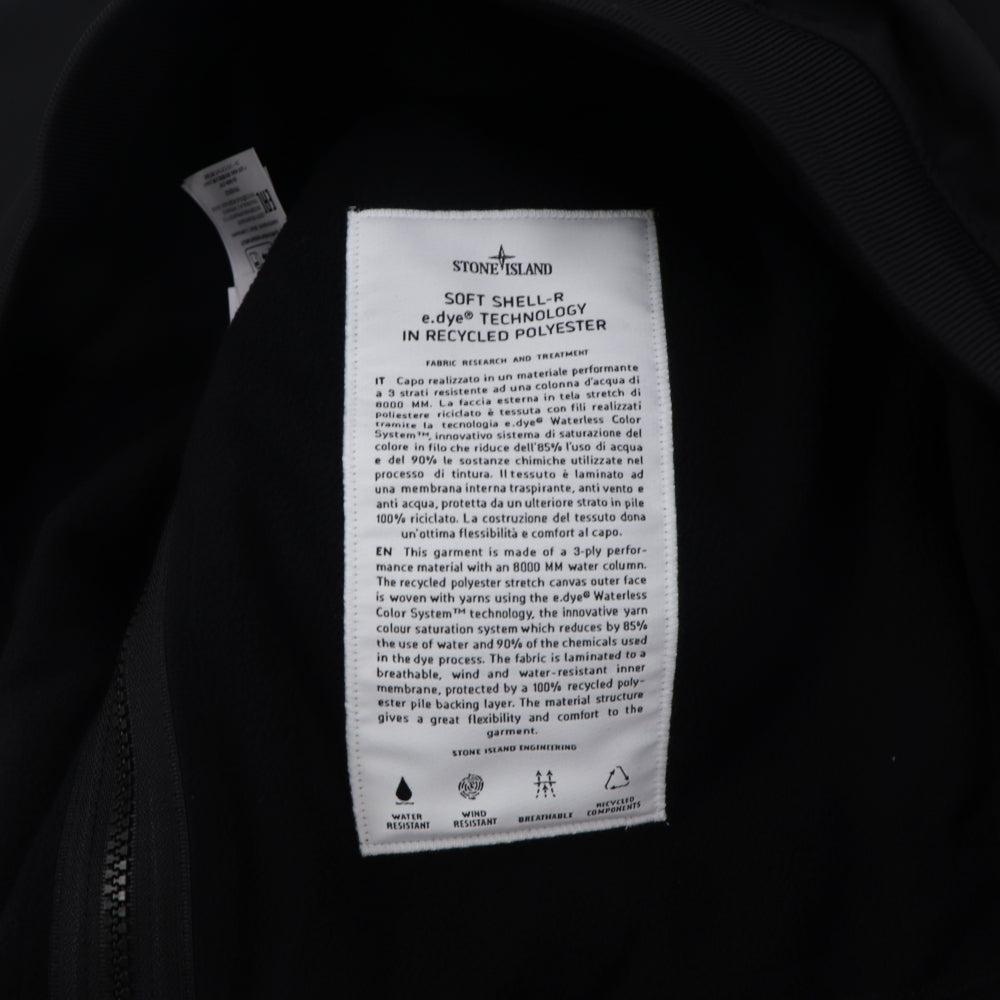 STONE ISLAND
SOFT SHELL-R
e.dye® TECHNOLOGY
IN RECYCLED POLYESTER
FABRIC RESEARCH AND TREATMENT
IT Capo realizzato in un materiale performante
a 3 strati resistente ad una colonna d'acqua di
8000 MM. La faccia esterna in tela stretch di
poliestere riciclato è tessuta con fili realizzati
tramite la tecnologia e.dye® Waterless Color
System™, innovativo sistema di saturazione del
colore in filo che riduce dell'85% l'uso di acqua
e del 90% le sostanze chimiche utilizzate nel
processo di tintura. Il tessuto è laminato ad
una membrana interna traspirante, anti vento e
anti acqua, protetta da un ulteriore strato in pile
100% riciclato. La costruzione del tessuto dona
un'ottima flessibilità e comfort al capo.
EN This garment is made of a 3-ply perfor-
mance material with an 8000 MM water column.
The recycled polyester stretch canvas outer face
is woven with yarns using the e.dye® Waterless
Color System™ technology, the innovative yarn
colour saturation system which reduces by 85%
the use of water and 90% of the chemicals used
in the dye process. The fabric is laminated to a
breathable, wind and water-resistant inner
membrane, protected by a 100% recycled poly-
ester pile backing layer. The material structure
gives a great flexibility and comfort to the
garment.
STONE ISLAND ENGINEERING
WATER
RESISTANT
WIND
RESISTANT
BREATHABLE
RECYCLED
COMPONENTS